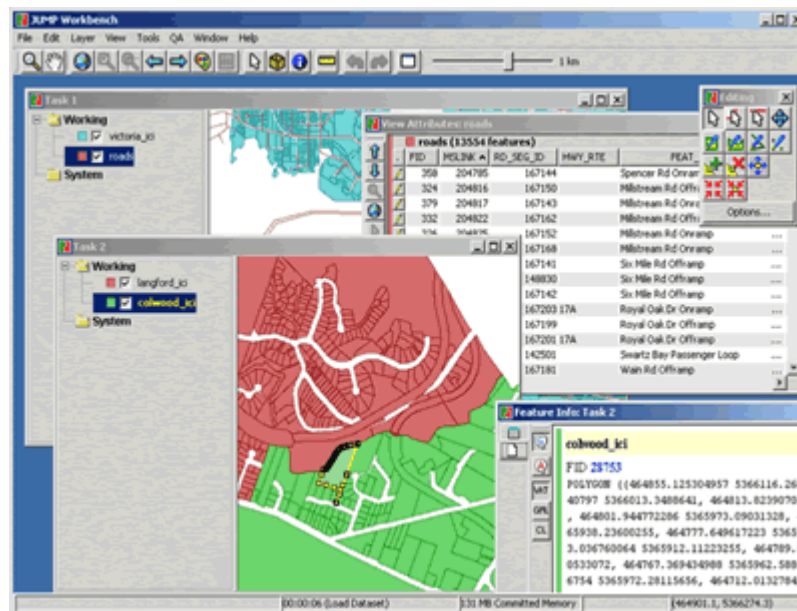 JUMP Workbench
File Edit Layer View Tools QA Window Help
1 km
Task 1
Working
victoria_ici
roads
System
View Attributes: roads
roads (13554 features)
FID MSLINK RD_SEG_ID HWY_RTE FEAT_
358 204785 167144 Spencer Rd Onramp
324 204816 167150 Millstream Rd Offr
379 204817 167143 Millstream Rd Onr
332 204822 167162 Millstream Rd Offramp
167152 Millstream Rd Onramp ...
167168 Millstream Rd Onramp ...
167141 Six Mile Rd Offramp ...
148830 Six Mile Rd Offramp ...
167142 Six Mile Rd Offramp ...
167203 17A Royal Oak Dr Onramp ...
167199 Royal Oak Dr Offramp ...
167201 17A Royal Oak Dr Offramp ...
142501 Swartz Bay Passenger Loop ...
167181 Wain Rd Offramp ...
Editing
Options...
Task 2
Working
langford_ici
colwood_ici
System
Feature Info: Task 2
colwood_ici
FID 28753
POLYGON ((464855.125304957 5366116.26
40797 5366013.3488641, 464813.8239070
, 464801.944772286 5365973.09031328,
65938.23600255, 464777.649617223 5365
3.036760064 5365912.11223255, 464789.
0533072, 464767.369434988 5365962.588
6754 5365972.28115656, 464712.0132784
GML
CL
00:00:06 (Load Dataset)
131 MB Committed Memory
(464901.1, 5366274.3)